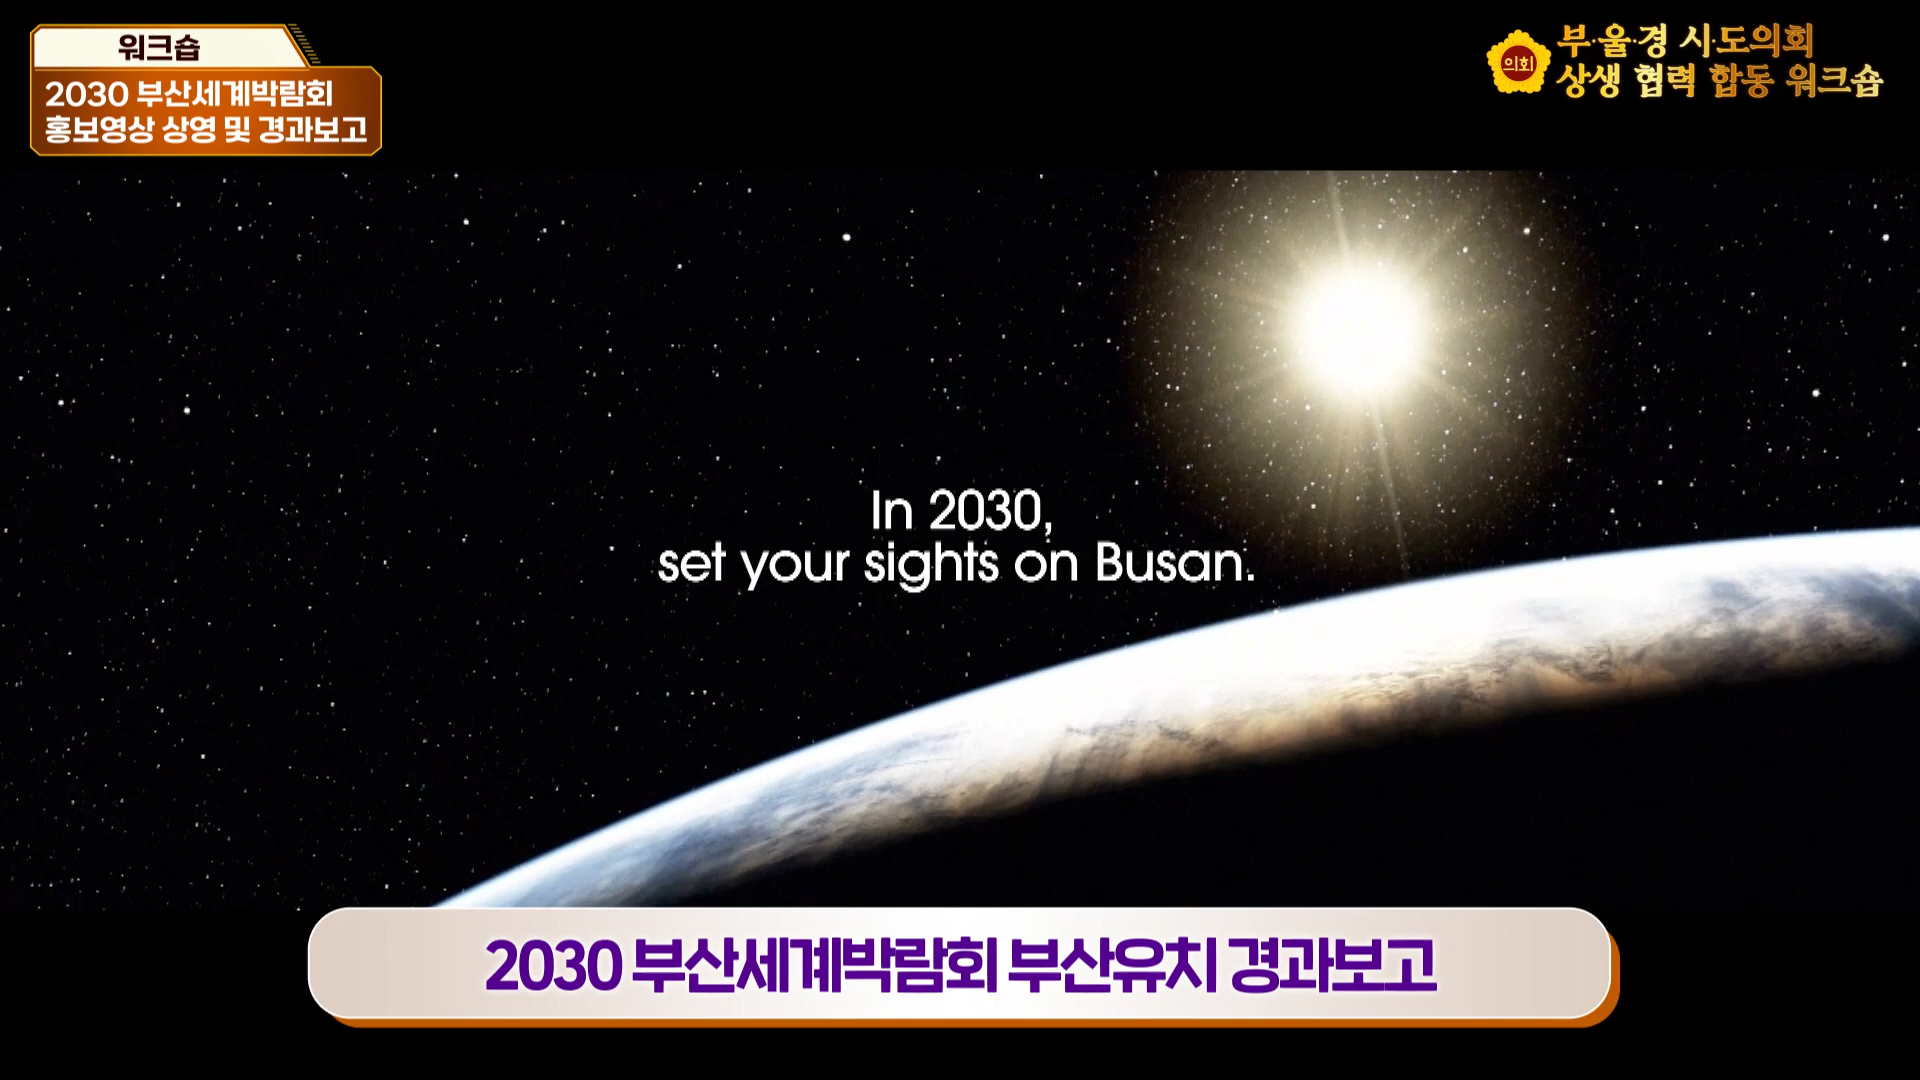 워크숍
2030 부산세계박람회
홍보영상 상영 및 경과보고
의회
부·울·경 시·도의회
상생 협력 합동 워크숍
In 2030,
set your sights on Busan.
2030 부산세계박람회 부산유치 경과보고